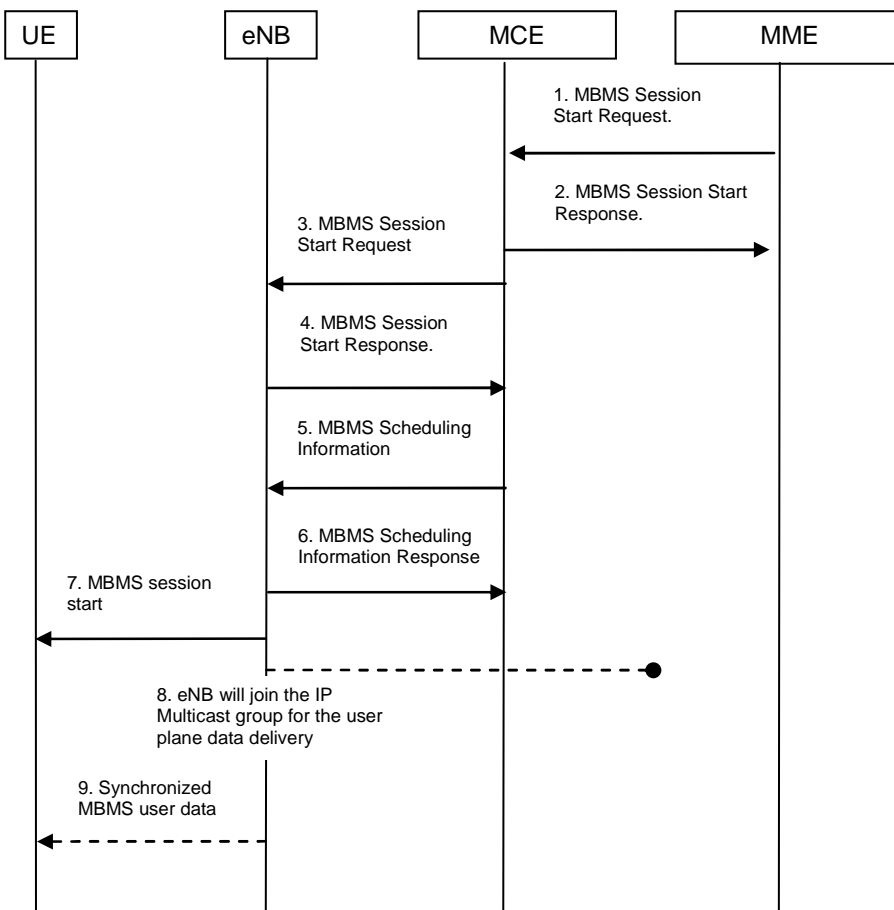 UE
eNB
MCE
MME
1. MBMS Session
Start Request.
2. MBMS Session Start
Response.
3. MBMS Session
Start Request
4. MBMS Session
Start Response.
5. MBMS Scheduling
Information
6. MBMS Scheduling
Information Response
7. MBMS session
start
8. eNB will join the IP
Multicast group for the user
plane data delivery
9. Synchronized
MBMS user data